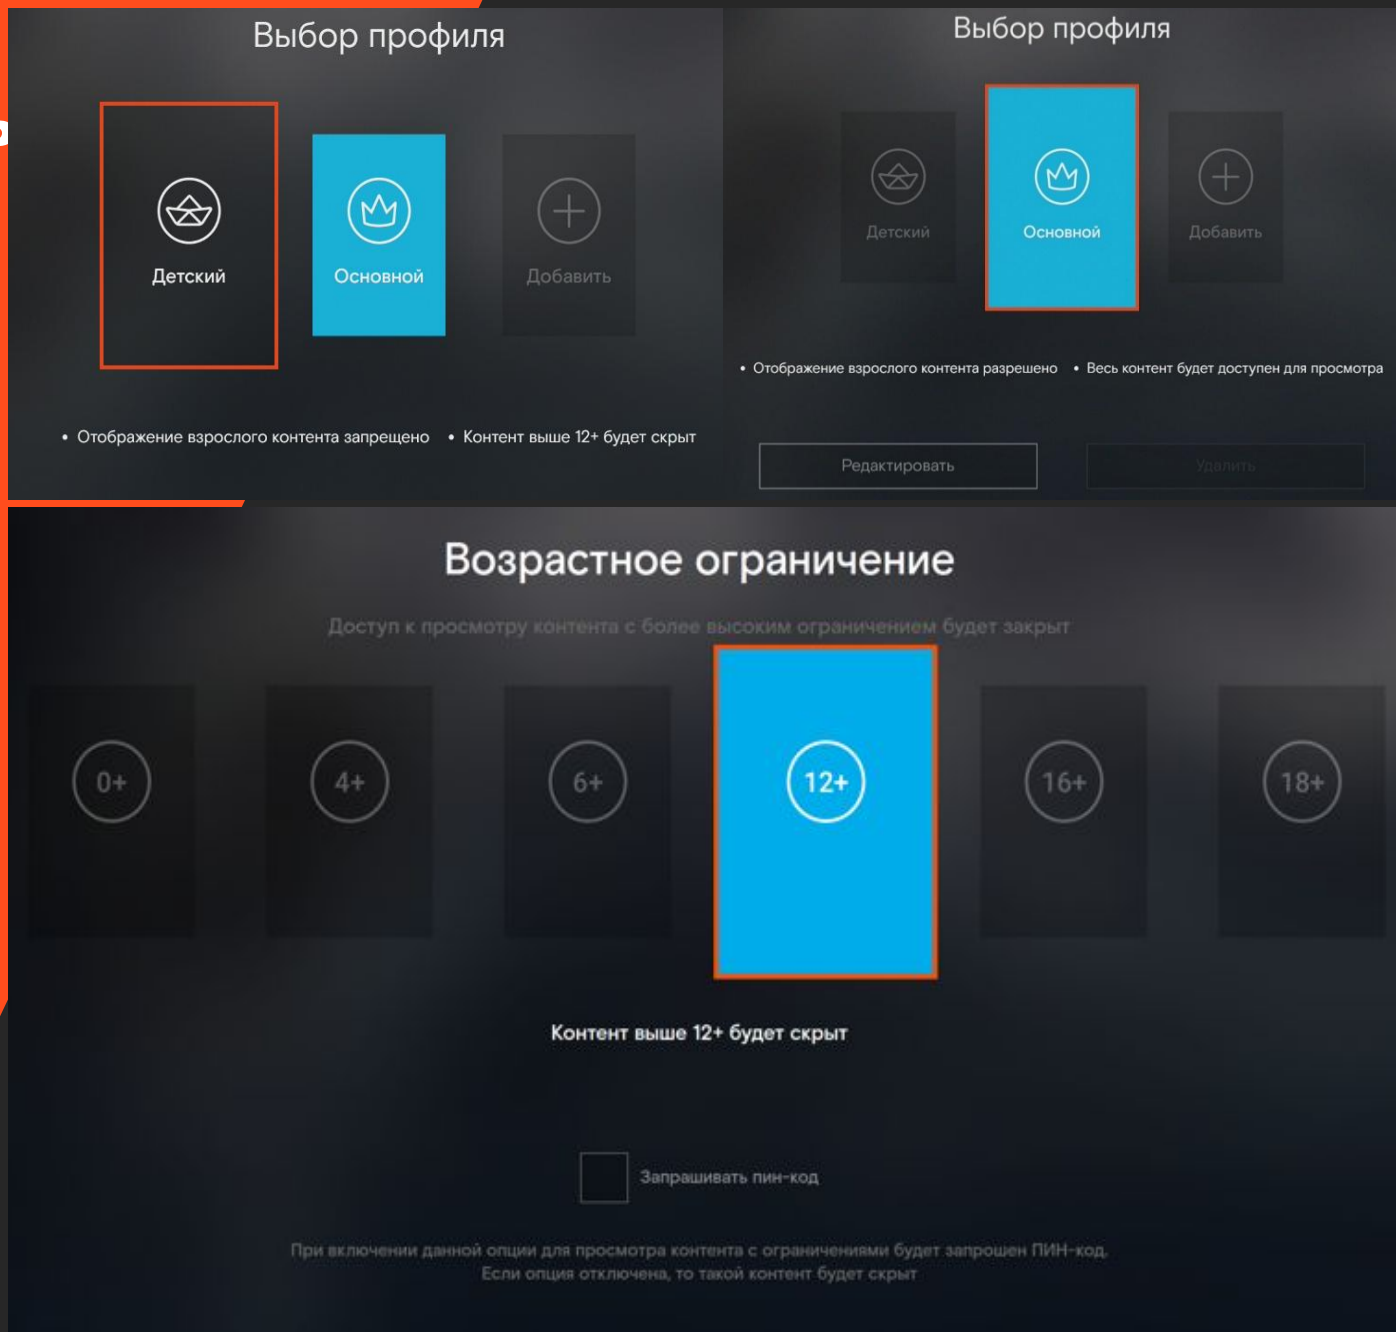 Выбор профиля
Детский
Основной
Добавить
• Отображение взрослого контента запрещено • Контент выше 12+ будет скрыт
Выбор профиля
Детский
Основной
Добавить
• Отображение взрослого контента разрешено • Весь контент будет доступен для просмотра
Редактировать
Удалить
Возрастное ограничение
Доступ к просмотру контента с более высоким ограничением будет закрыт
0+
4+
6+
12+
16+
18+
Контент выше 12+ будет скрыт
Запрашивать пин-код
При включении данной опции для просмотра контента с ограничениями будет запрошен ПИН-код.
Если опция отключена, то такой контент будет скрыт